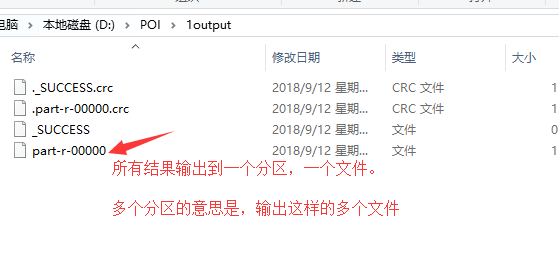 电脑 > 本地磁盘 (D:) > POI > 1output
名称 修改日期 类型 大小
._SUCCESS.crc 2018/9/12 星期... CRC 文件 1
.part-r-00000.crc 2018/9/12 星期... CRC 文件 1
_SUCCESS 2018/9/12 星期... 文件 0
part-r-00000 2018/9/12 星期... 文件 1
所有结果输出到一个分区，一个文件。
多个分区的意思是，输出这样的多个文件